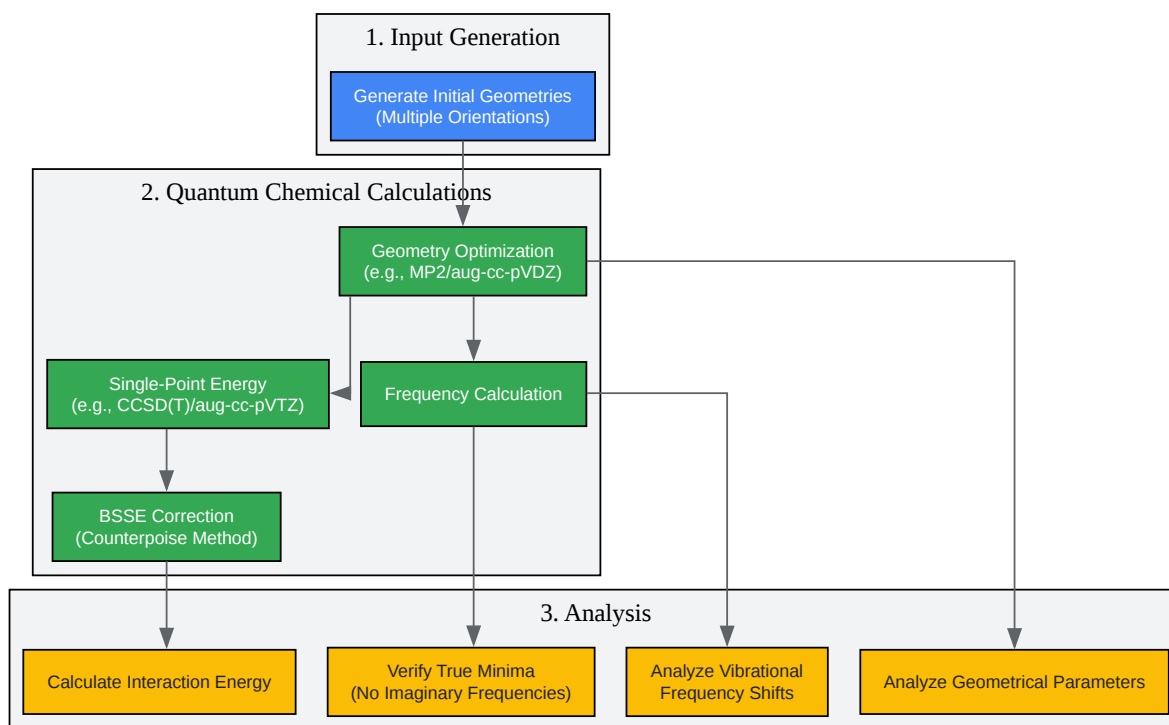 1. Input Generation
Generate Initial Geometries
(Multiple Orientations)
2. Quantum Chemical Calculations
Geometry Optimization
(e.g., MP2/aug-cc-pVDZ)
Single-Point Energy
(e.g., CCSD(T)/aug-cc-pVTZ)
Frequency Calculation
BSSE Correction
(Counterpoise Method)
3. Analysis
Calculate Interaction Energy
Verify True Minima
(No Imaginary Frequencies)
Analyze Vibrational
Frequency Shifts
Analyze Geometrical Parameters